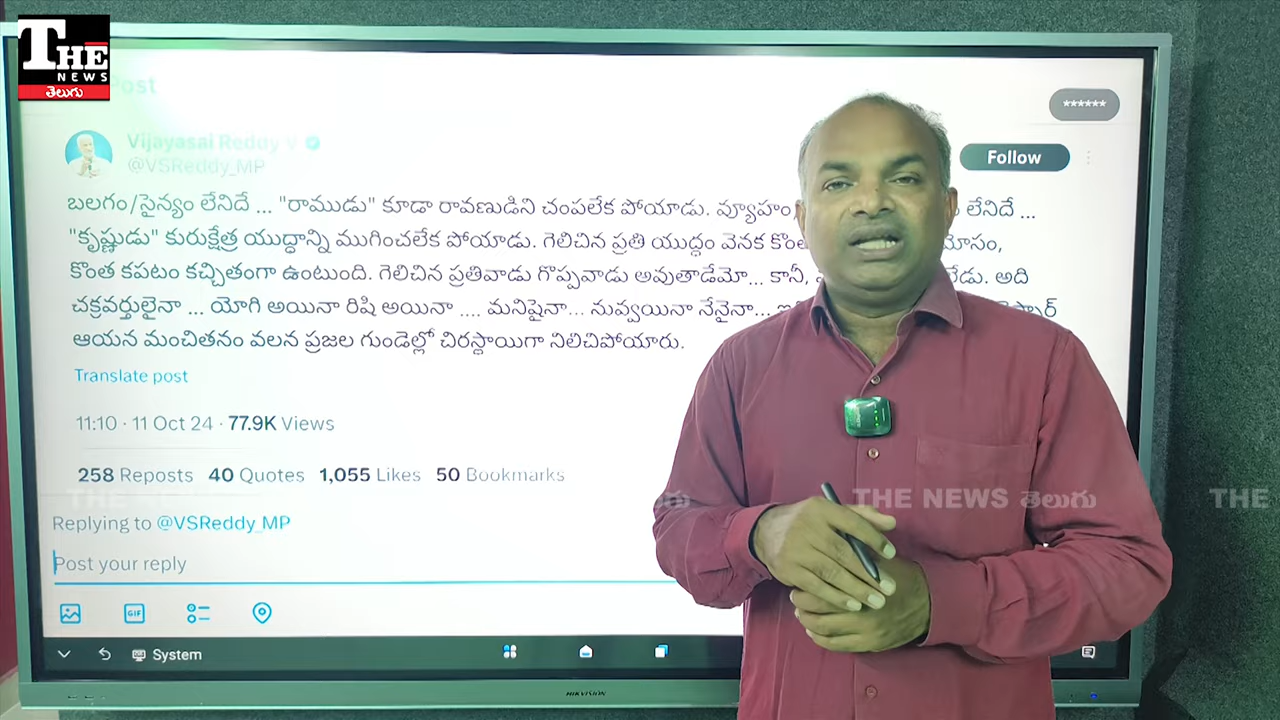 THE
NEWS
తెలుగు
Post
******
Vijayasai Reddy V
@VSReddy_MP
Follow
బలగం/సైన్యం లేనిదే ... "రాముడు" కూడా రావణుడిని చంపలేక పోయాడు. వ్యూహం, లేనిదే ...
"కృష్ణుడు" కురుక్షేత్ర యుద్ధాన్ని ముగించలేక పోయాడు. గెలిచిన ప్రతి యుద్ధం వెనక మోసం,
కొంత కపటం కచ్చితంగా ఉంటుంది. గెలిచిన ప్రతివాడు గొప్పవాడు అవుతాడేమో... కానీ, అది
చక్రవర్తులైనా ... యోగి అయినా రిషి అయినా .... మనిషైనా... నువ్వయినా నేనైనా...
ఆయన మంచితనం వలన ప్రజల గుండెల్లో చిరస్థాయిగా నిలిచిపోయారు.
Translate post
11:10 · 11 Oct 24 · 77.9K Views
258 Reposts 40 Quotes 1,055 Likes 50 Bookmarks
THE NEWS తెలుగు THE
Replying to @VSReddy_MP
Post your reply
GIF
System
HIKVISION